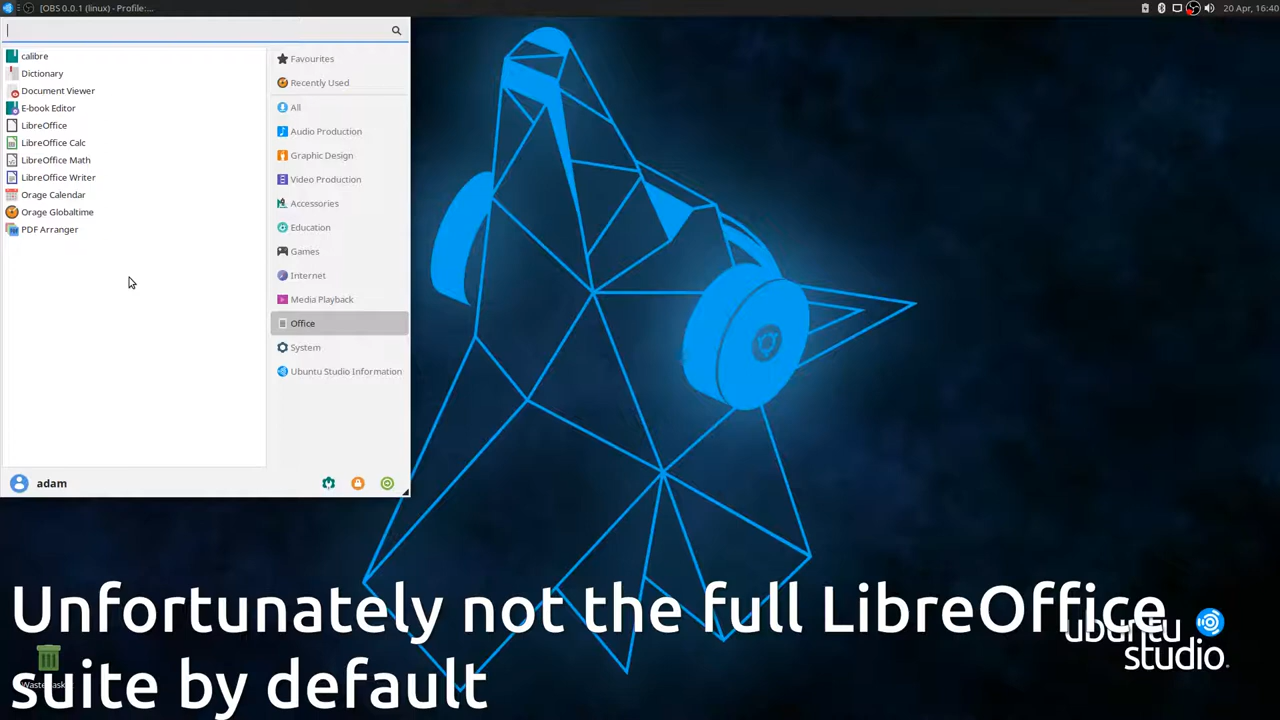 [OBS 0.0.1 (linux) - Profile:...
20 Apr, 16:40
calibre
Dictionary
Document Viewer
E-book Editor
LibreOffice
LibreOffice Calc
LibreOffice Math
LibreOffice Writer
Orage Calendar
Orage Globaltime
PDF Arranger
Favourites
Recently Used
All
Audio Production
Graphic Design
Video Production
Accessories
Education
Games
Internet
Media Playback
Office
System
Ubuntu Studio Information
adam
Unfortunately not the full LibreOffice
suite by default
ubuntu
studio